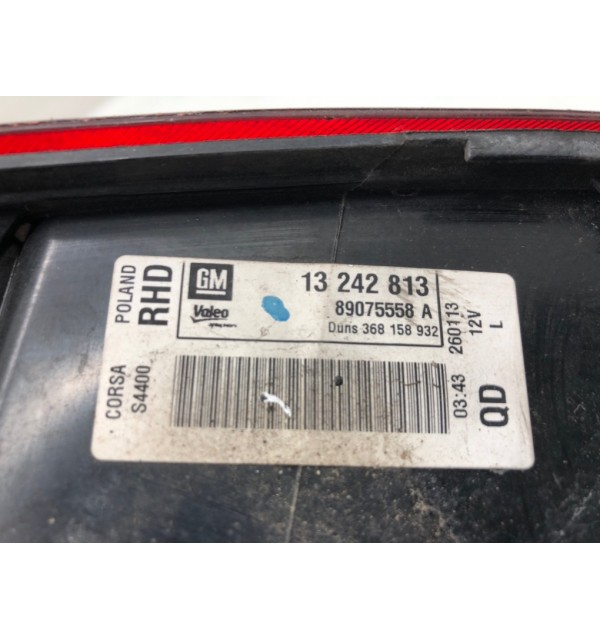 POLAND
RHD
GM
13 242 813
Valeo
89075558 A
Duns 368 158 932
260113
12V
L
CORSA
S4400
03:43
QD